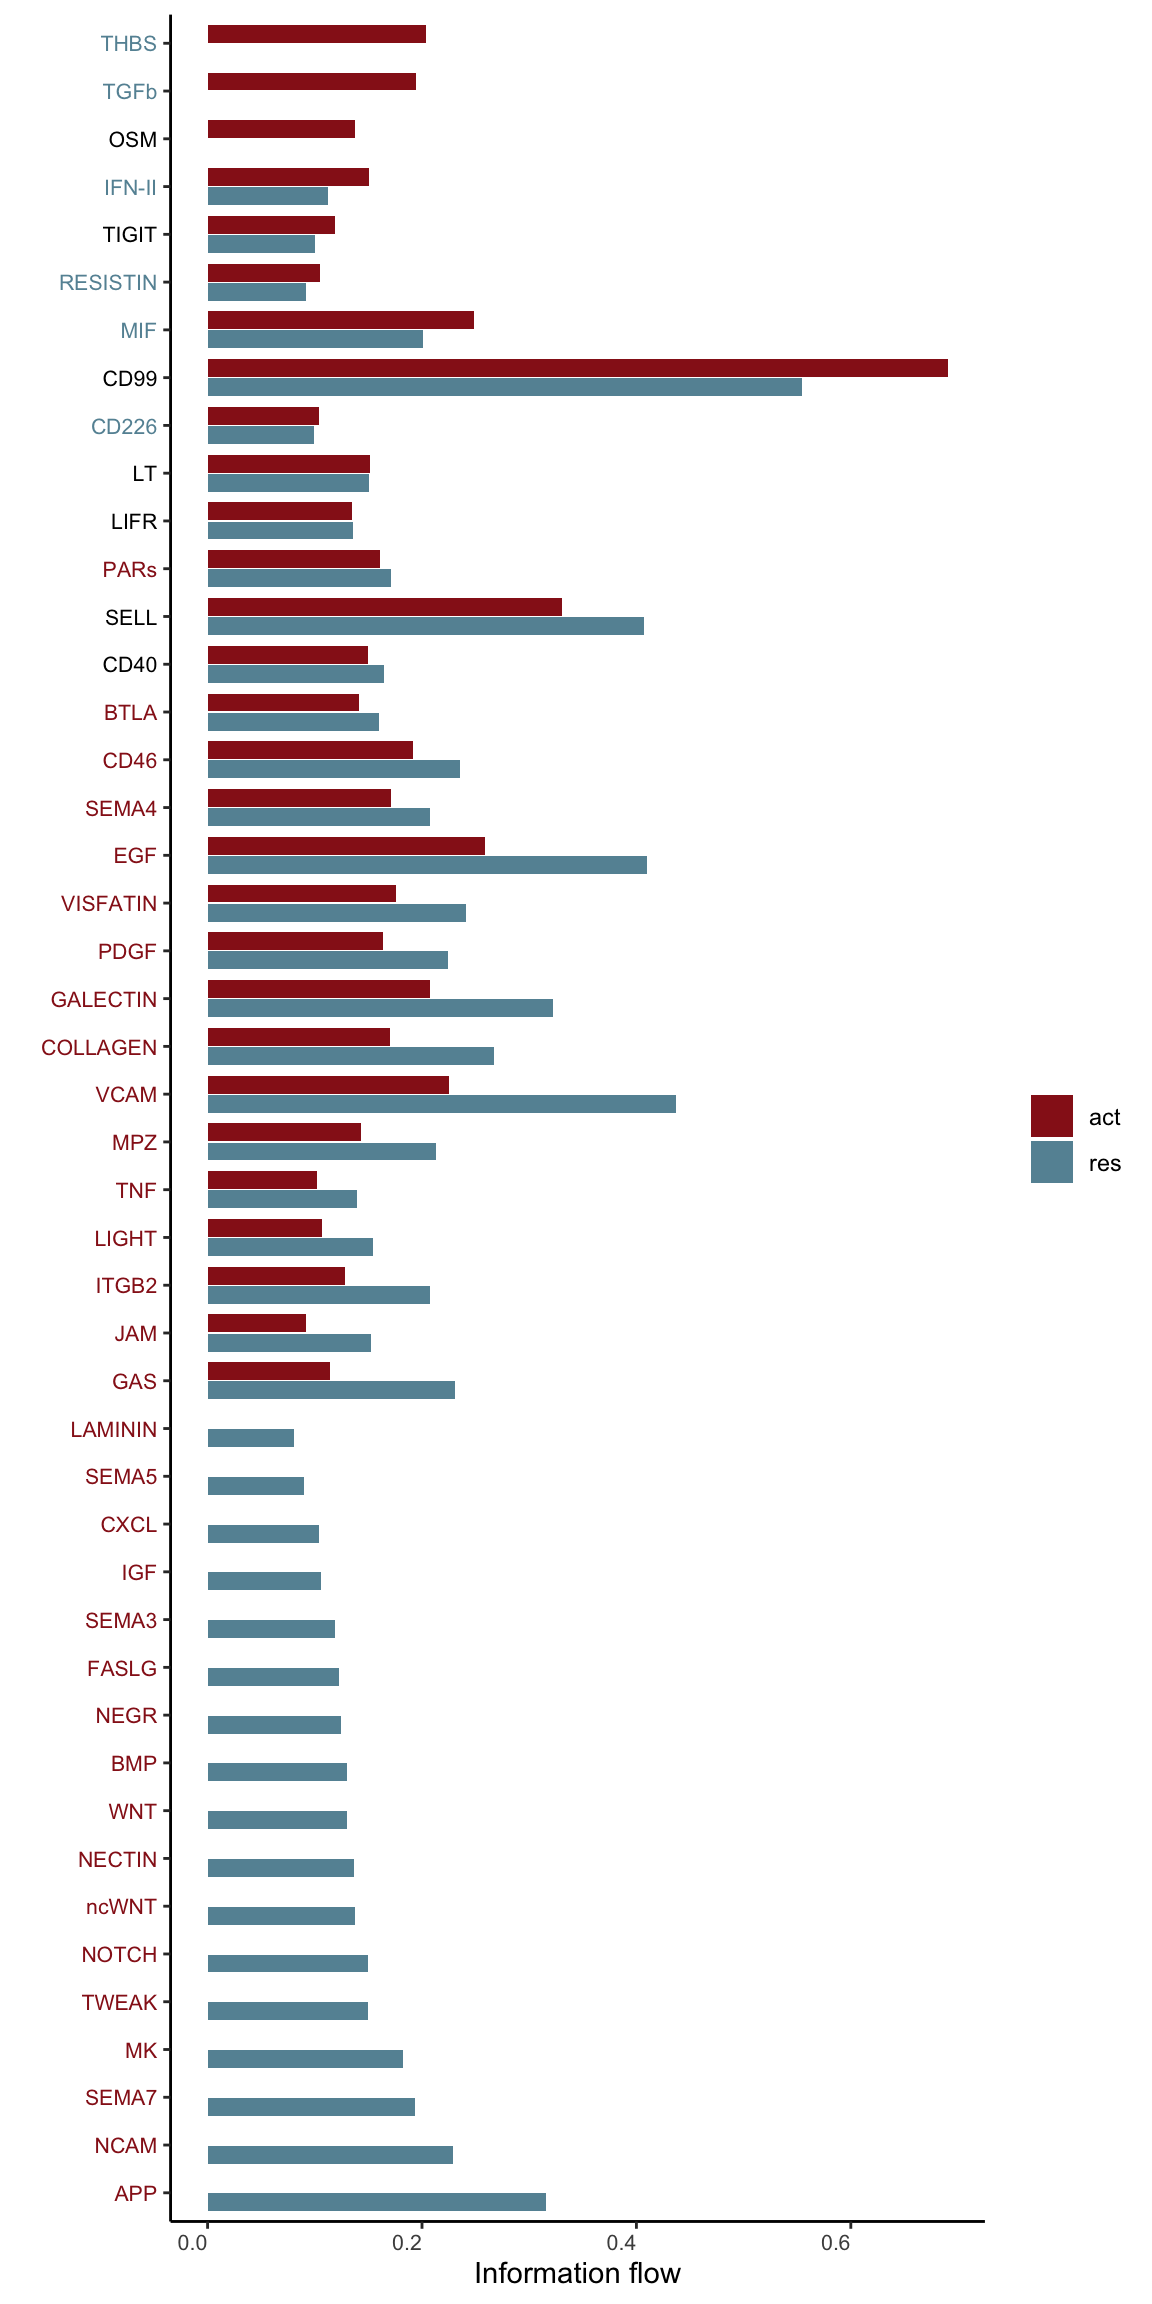 THBS
TGFb
OSM
IFN-II
TIGIT
RESISTIN
MIF
CD99
CD226
LT
LIFR
PARs
SELL
CD40
BTLA
CD46
SEMA4
EGF
VISFATIN
PDGF
GALECTIN
COLLAGEN
VCAM
MPZ
TNF
LIGHT
ITGB2
JAM
GAS
LAMININ
SEMA5
CXCL
IGF
SEMA3
FASLG
NEGR
BMP
WNT
NECTIN
ncWNT
NOTCH
TWEAK
MK
SEMA7
NCAM
APP
0.0 0.2 0.4 0.6
Information flow
act
res